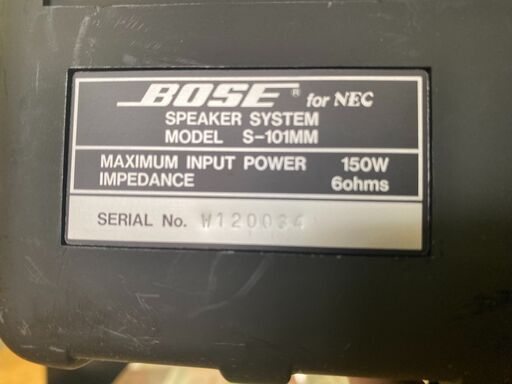 BOSE® for NEC
SPEAKER SYSTEM
MODEL S-101MM
MAXIMUM INPUT POWER 150W
IMPEDANCE 6ohms
SERIAL No. W120034